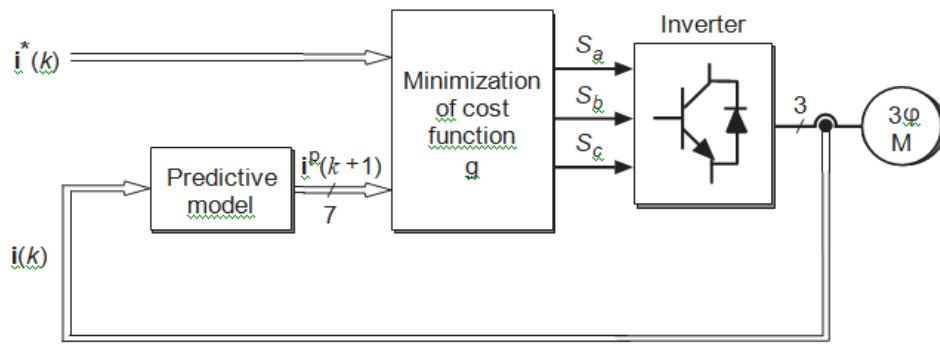 Inverter
i*(k)
Minimization
of cost
function
g
Sa
Sb
Sc
3
3φ
M
Predictive
model
iᵖ(k+1)
7
i(k)